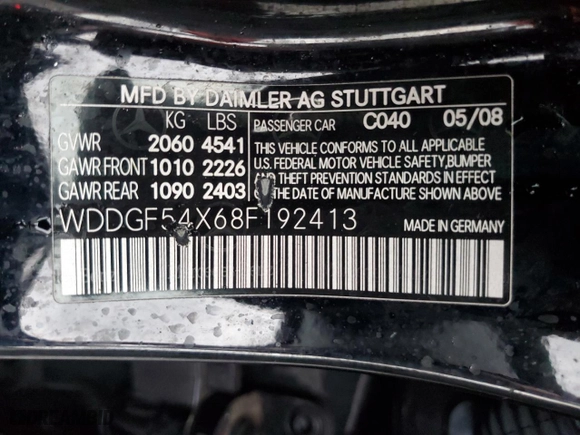 MFD BY DAIMLER AG STUTTGART
KG LBS PASSENGER CAR C040 05/08
GVWR 2060 4541
GAWR FRONT 1010 2226
GAWR REAR 1090 2403
THIS VEHICLE CONFORMS TO ALL APPLICABLE
U.S. FEDERAL MOTOR VEHICLE SAFETY, BUMPER
AND THEFT PREVENTION STANDARDS IN EFFECT
ON THE DATE OF MANUFACTURE SHOWN ABOVE.
WDDGF54X68F192413
MADE IN GERMANY